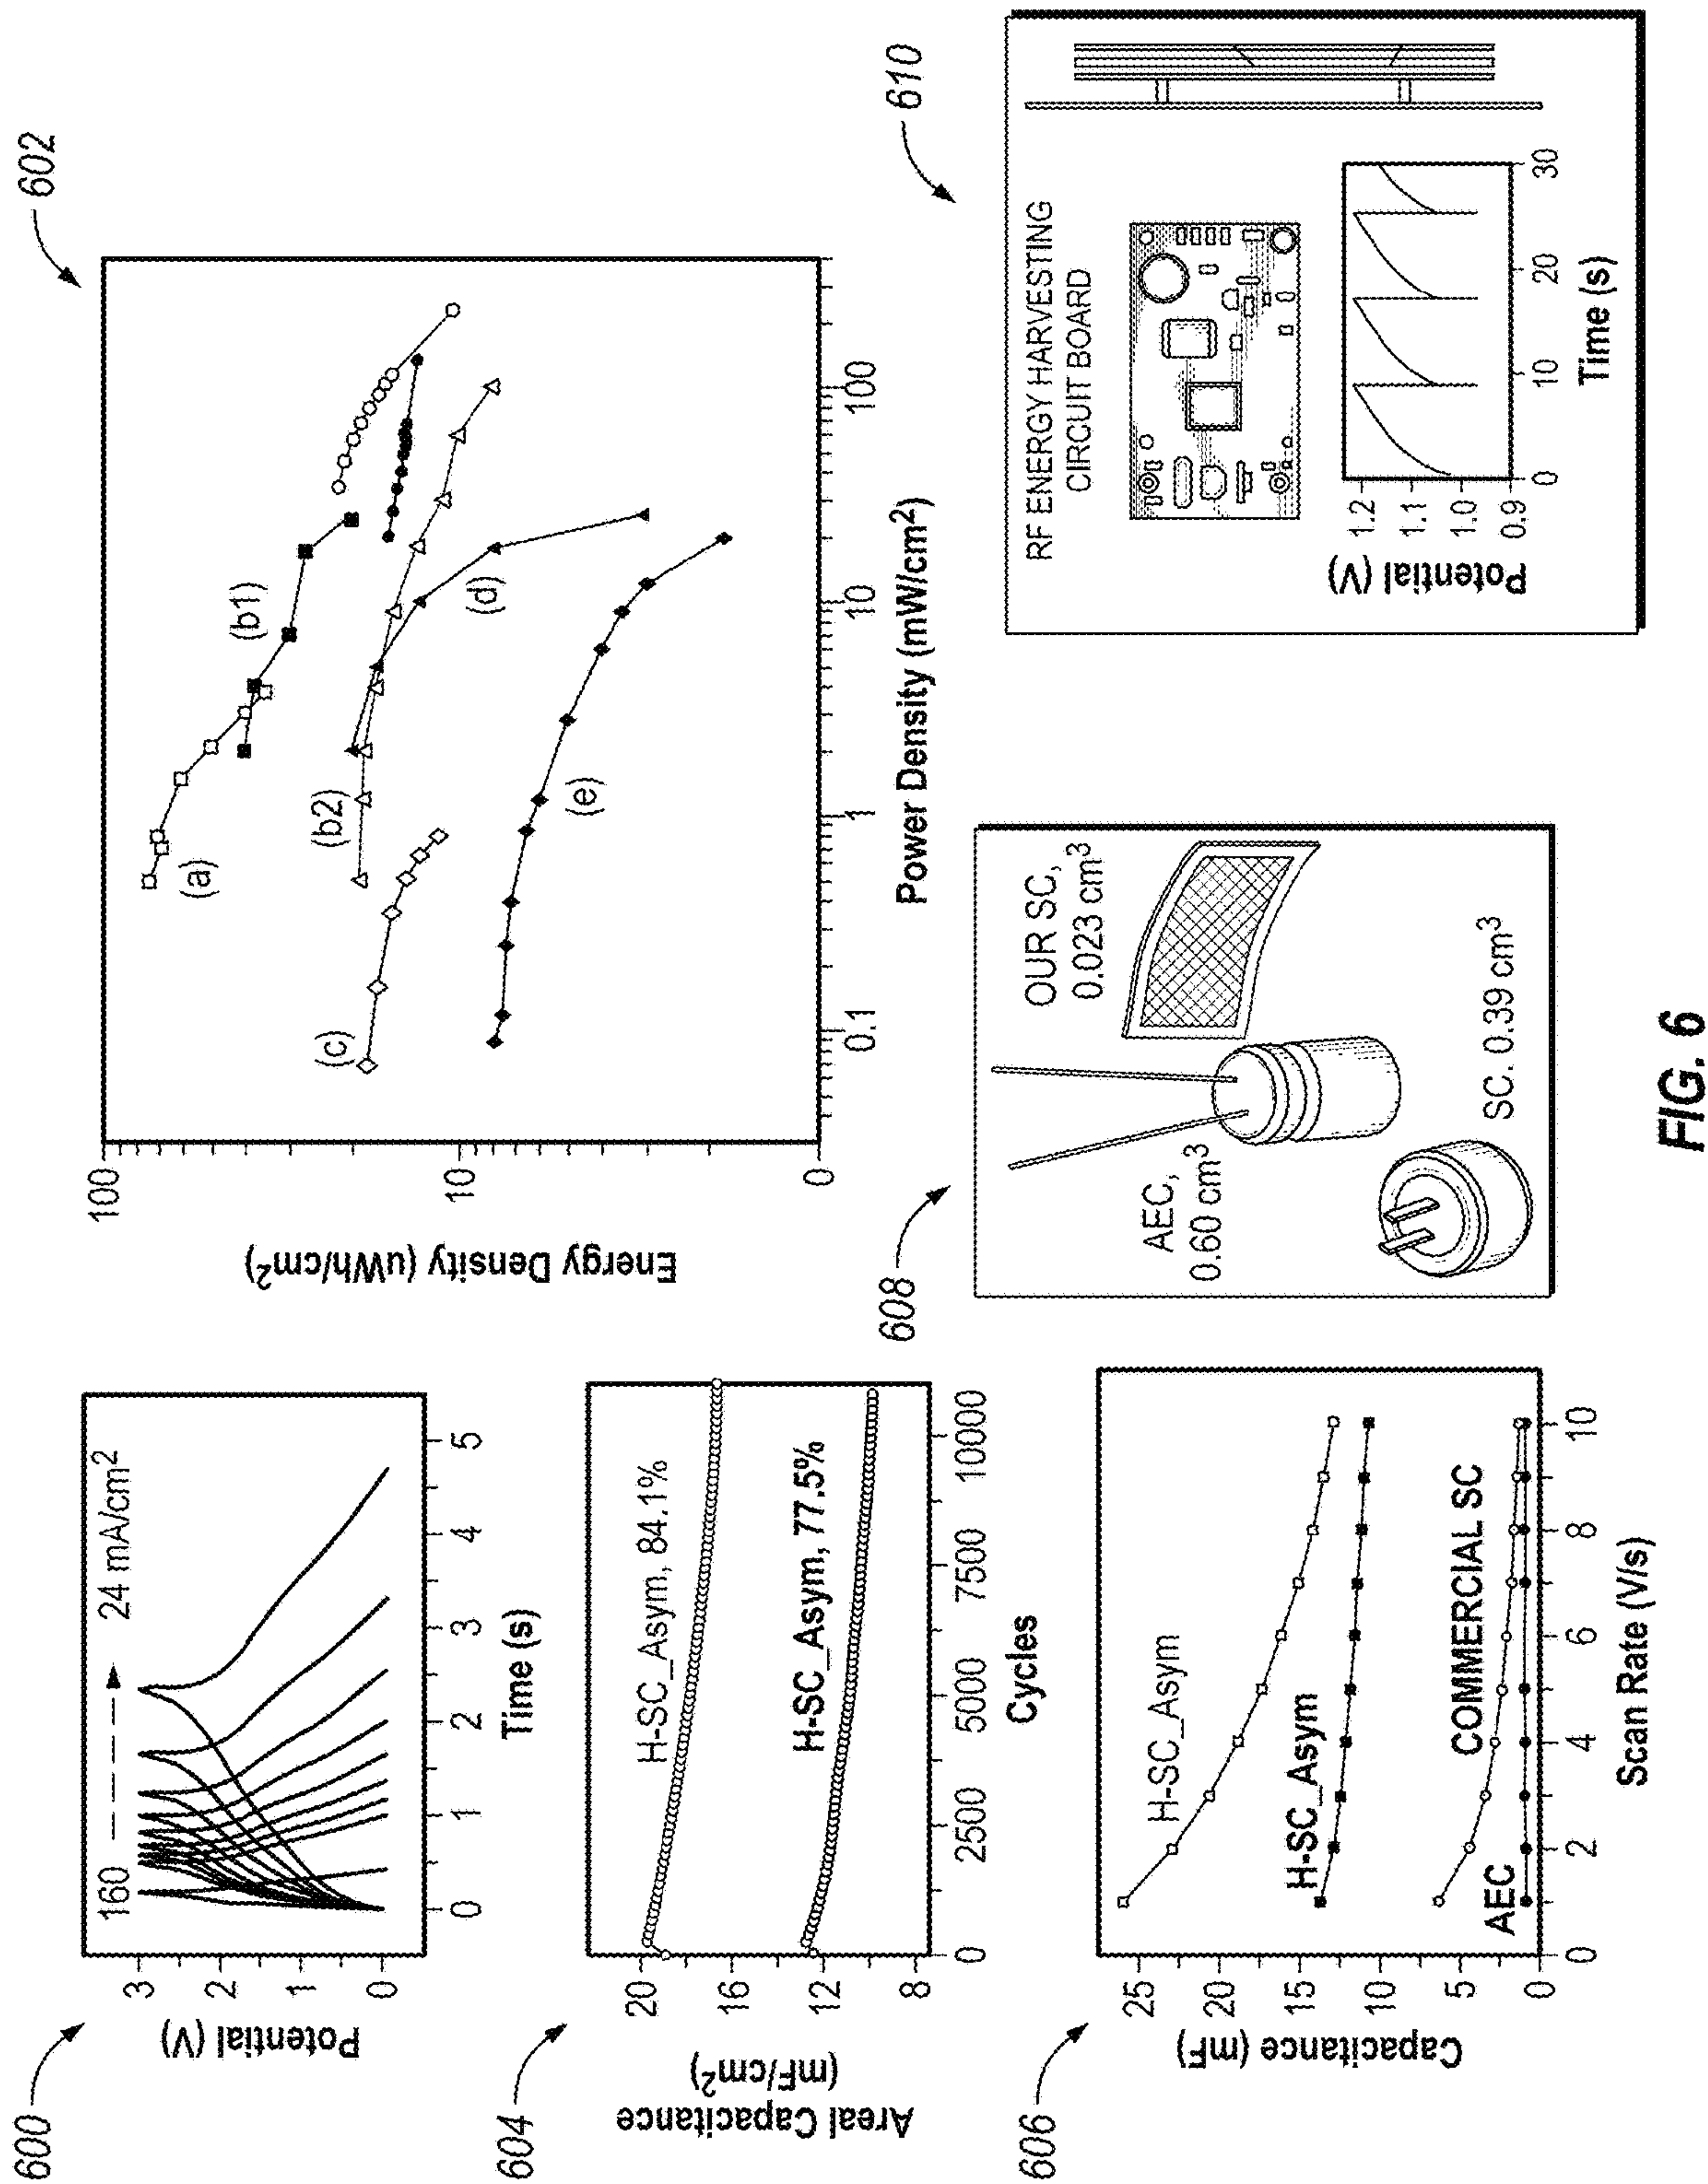 600
160
24 mA/cm2
3
2
1
0
Potential (V)
0
1
2
3
4
5
Time (s)
602
100
10
0
Energy Density (uWh/cm2)
(a)
(b1)
(b2)
(c)
(d)
(e)
0.1
1
10
100
Power Density (mW/cm2)
604
20
16
12
8
Areal Capacitance
(mF/cm2)
H-SC_Asym, 84.1%
H-SC_Asym, 77.5%
0
2500
5000
7500
10000
Cycles
606
25
20
15
10
5
0
Capacitance (mF)
H-SC_Asym
H-SC_Asym
COMMERCIAL SC
AEC
0
2
4
6
8
10
Scan Rate (V/s)
608
OUR SC,
0.023 cm3
AEC,
0.60 cm3
SC. 0.39 cm3
610
RF ENERGY HARVESTING
CIRCUIT BOARD
1.2
1.1
1.0
0.9
Potential (V)
0
10
20
30
Time (s)
FIG. 6